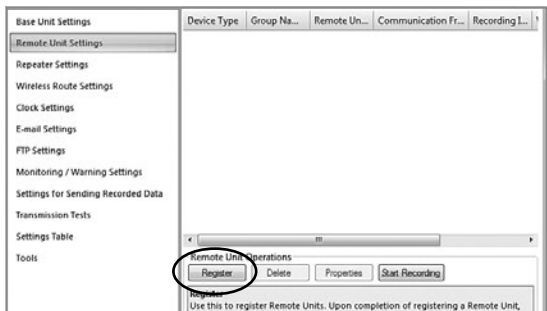 Base Unit Settings
Remote Unit Settings
Repeater Settings
Wireless Route Settings
Clock Settings
E-mail Settings
FTP Settings
Monitoring / Warning Settings
Settings for Sending Recorded Data
Transmission Tests
Settings Table
Tools
Device Type Group Na... Remote Un... Communication Fr... Recording I...
Remote Unit Operations
Register Delete Properties Start Recording
Register
Use this to register Remote Units. Upon completion of registering a Remote Unit,